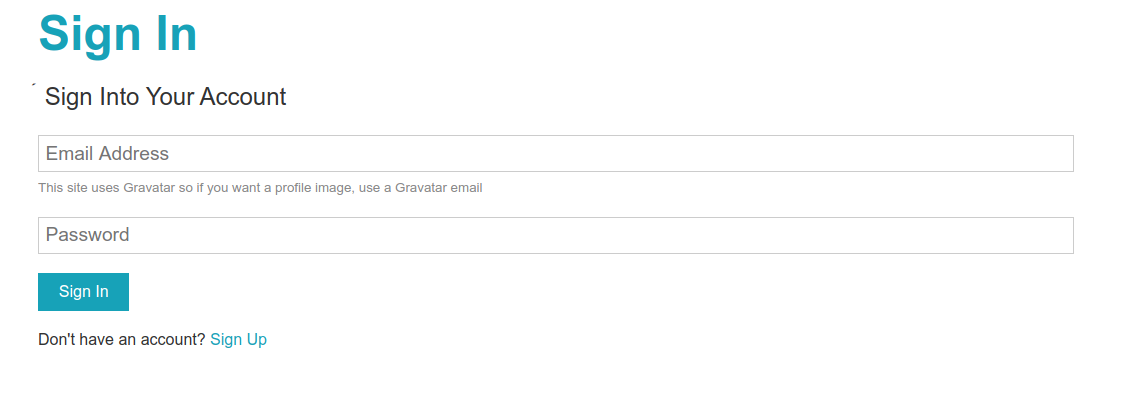 Sign In
Sign Into Your Account
Email Address
This site uses Gravatar so if you want a profile image, use a Gravatar email
Password
Sign In
Don't have an account? Sign Up